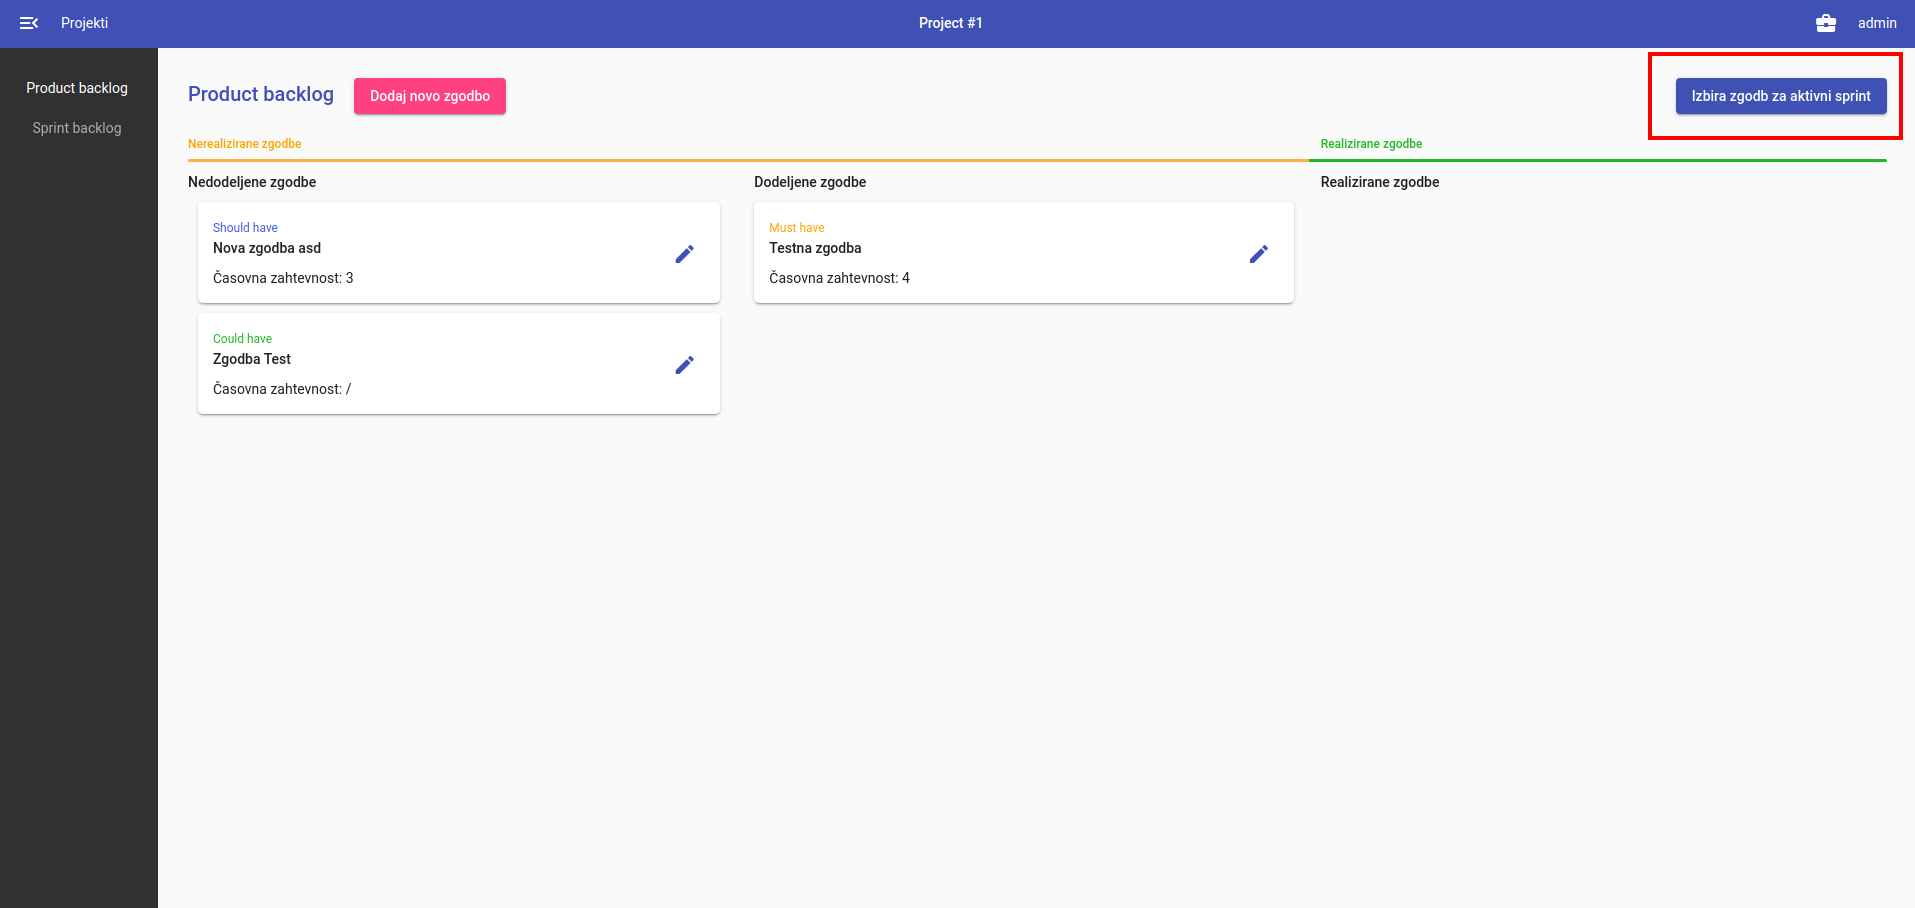 Projekti
Project #1
admin
Product backlog
Sprint backlog
Product backlog
Dodaj novo zgodbo
Izbira zgodb za aktivni sprint
Nerealizirane zgodbe
Realizirane zgodbe
Nedodeljene zgodbe
Dodeljene zgodbe
Realizirane zgodbe
Should have
Nova zgodba asd
Časovna zahtevnost: 3
Could have
Zgodba Test
Časovna zahtevnost: /
Must have
Testna zgodba
Časovna zahtevnost: 4